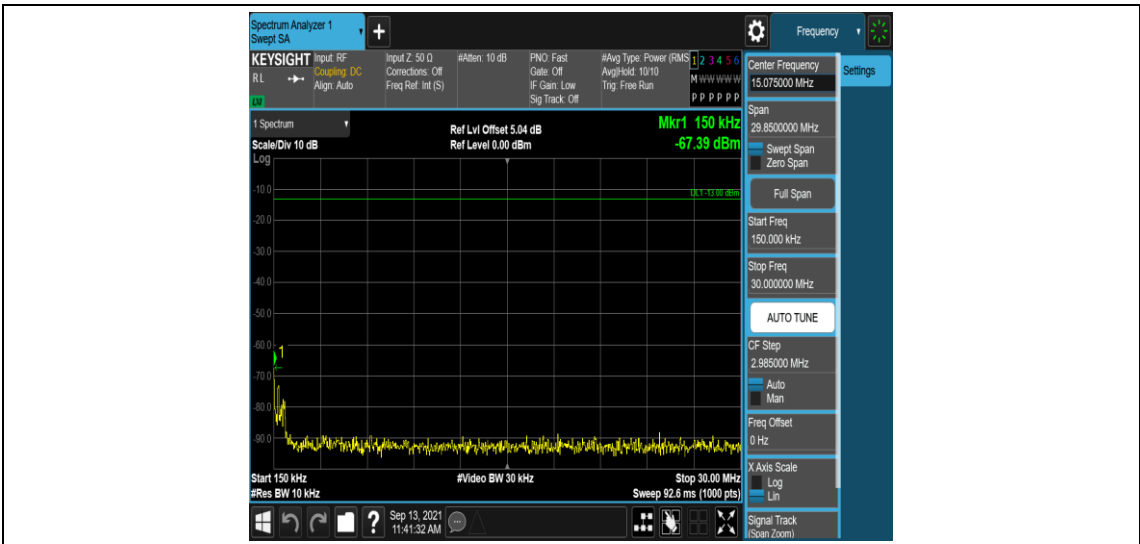 Spectrum Analyzer 1
Swept SA
+
Frequency
KEYSIGHT
RL
LXI
Input: RF
Coupling: DC
Align: Auto
Input Z: 50 Ω
Corrections: Off
Freq Ref: Int (S)
#Atten: 10 dB
PNO: Fast
Gate: Off
IF Gain: Low
Sig Track: Off
#Avg Type: Power (RMS
Avg|Hold: 10/10
Trig: Free Run
1 2 3 4 5 6
M W W W W W
P P P P P P
1 Spectrum
Scale/Div 10 dB
Log
Ref Lvl Offset 5.04 dB
Ref Level 0.00 dBm
Mkr1 150 kHz
-67.39 dBm
DL1 -13.00 dBm
-10.0
-20.0
-30.0
-40.0
-50.0
-60.0
1
-70.0
-80.0
-90.0
Start 150 kHz
#Res BW 10 kHz
#Video BW 30 kHz
Stop 30.00 MHz
Sweep 92.6 ms (1000 pts)
?
Sep 13, 2021
11:41:32 AM
Center Frequency
15.075000 MHz
Settings
Span
29.8500000 MHz
Swept Span
Zero Span
Full Span
Start Freq
150.000 kHz
Stop Freq
30.000000 MHz
AUTO TUNE
CF Step
2.985000 MHz
Auto
Man
Freq Offset
0 Hz
X Axis Scale
Log
Lin
Signal Track
(Span Zoom)